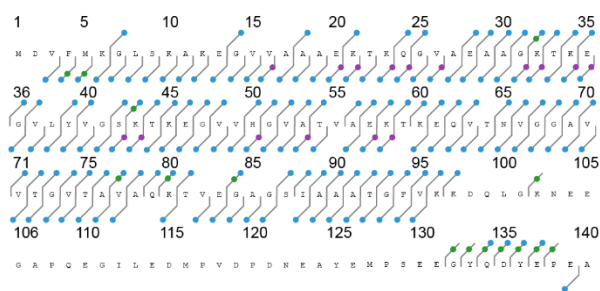 1 5 10 15 20 25 30 35
M D V F M K G L S K A K E G V V A A A E K T K Q G V A E A A G K T K E
36 40 45 50 55 60 65 70
G V L Y V G S K T K E G V V H G V A T V A E K T K E Q V T N V G G A V
71 75 80 85 90 95 100 105
V T G V T A V A Q K T V E G A G S I A A A T G F V K K D Q L G K N E E
106 110 115 120 125 130 135 140
G A P Q E G I L E D M P V D P D N E A Y E M P S E E G Y Q D Y E P E A